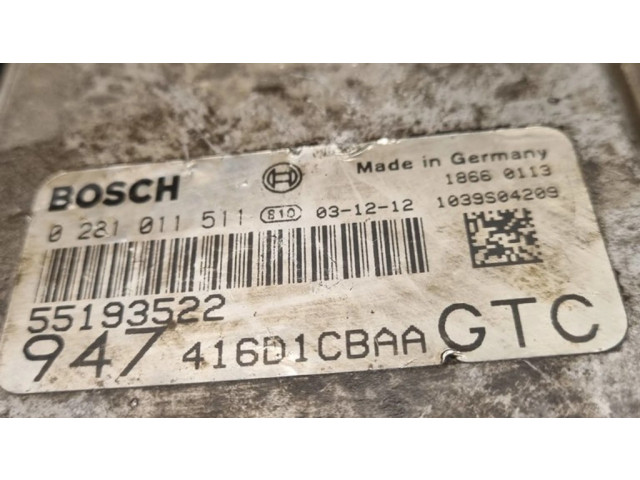 BOSCH
Made in Germany
1866 0113
0 281 011 511 810 03-12-12 1039S04209
55193522
947 416D1CBAA GTC